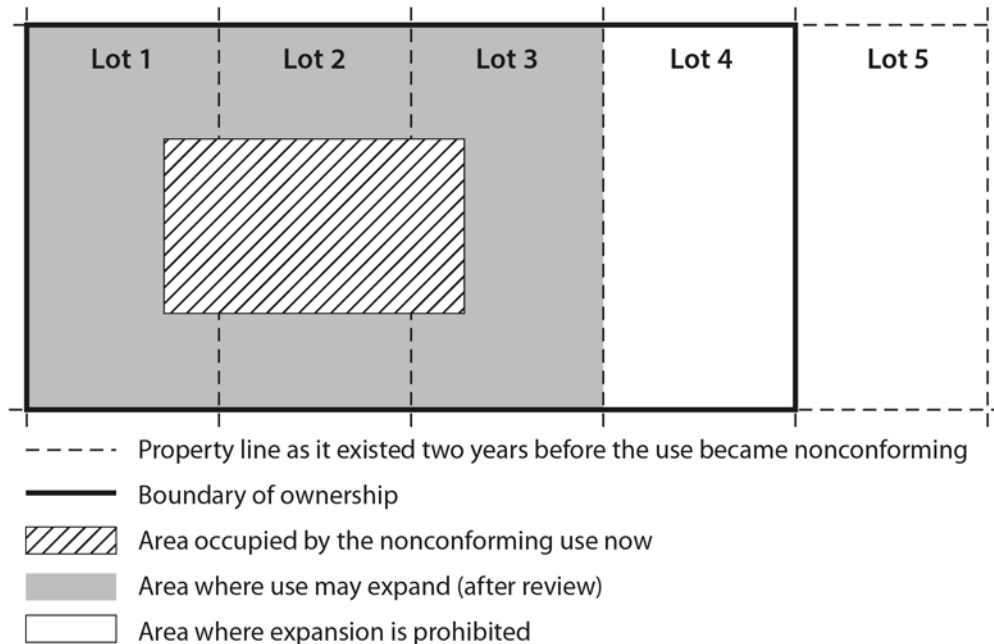 Lot 1 Lot 2 Lot 3 Lot 4 Lot 5
Property line as it existed two years before the use became nonconforming
Boundary of ownership
Area occupied by the nonconforming use now
Area where use may expand (after review)
Area where expansion is prohibited